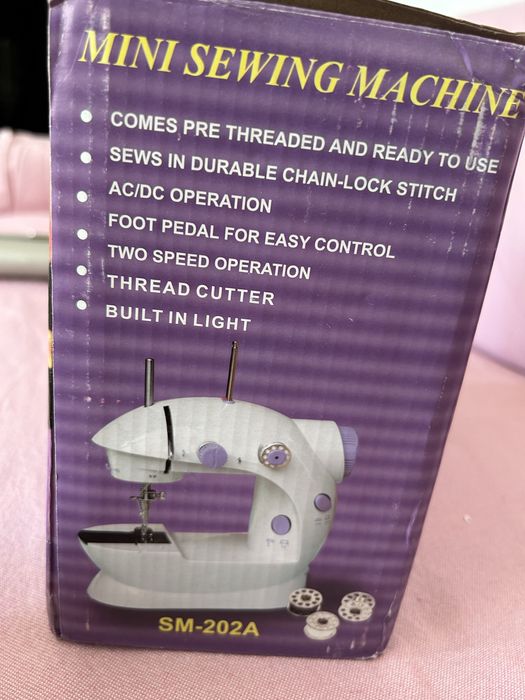 MINI SEWING MACHINE
COMES PRE THREADED AND READY TO USE
SEWS IN DURABLE CHAIN-LOCK STITCH
AC/DC OPERATION
FOOT PEDAL FOR EASY CONTROL
TWO SPEED OPERATION
THREAD CUTTER
BUILT IN LIGHT
SM-202A